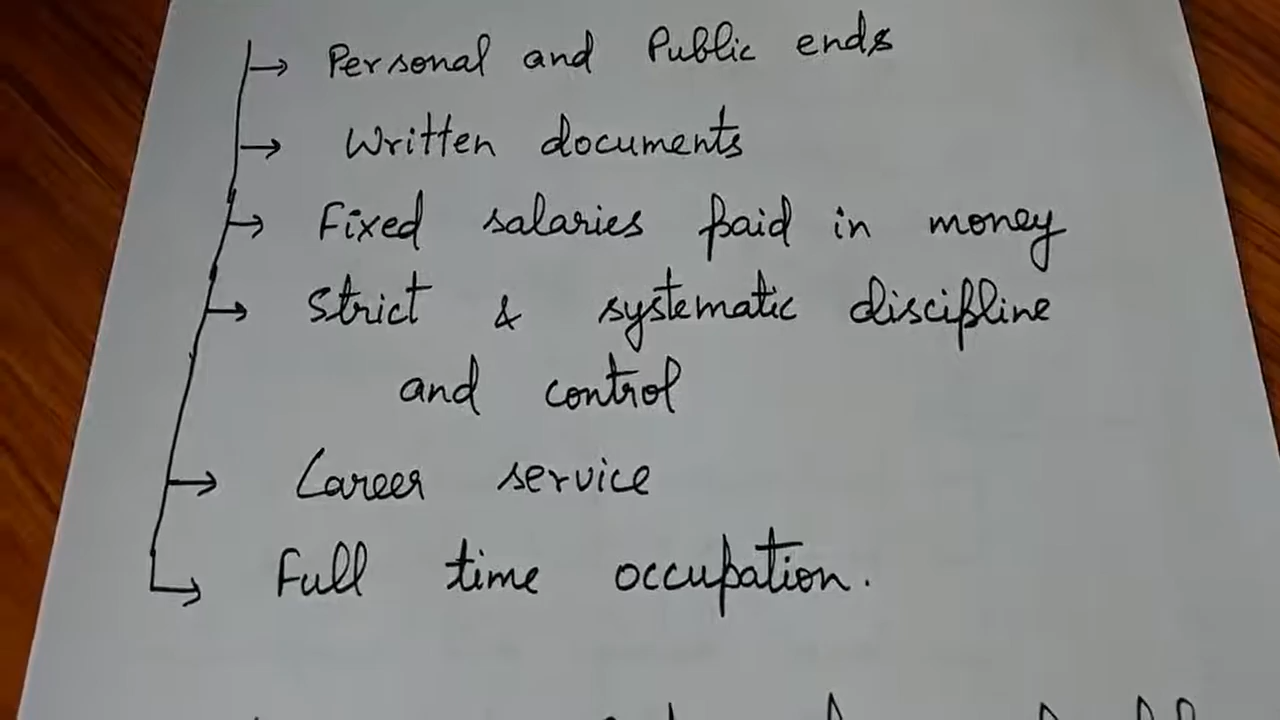 Personal and Public ends
Written documents
Fixed salaries paid in money
Strict & systematic discipline
and control
Career service
Full time occupation.